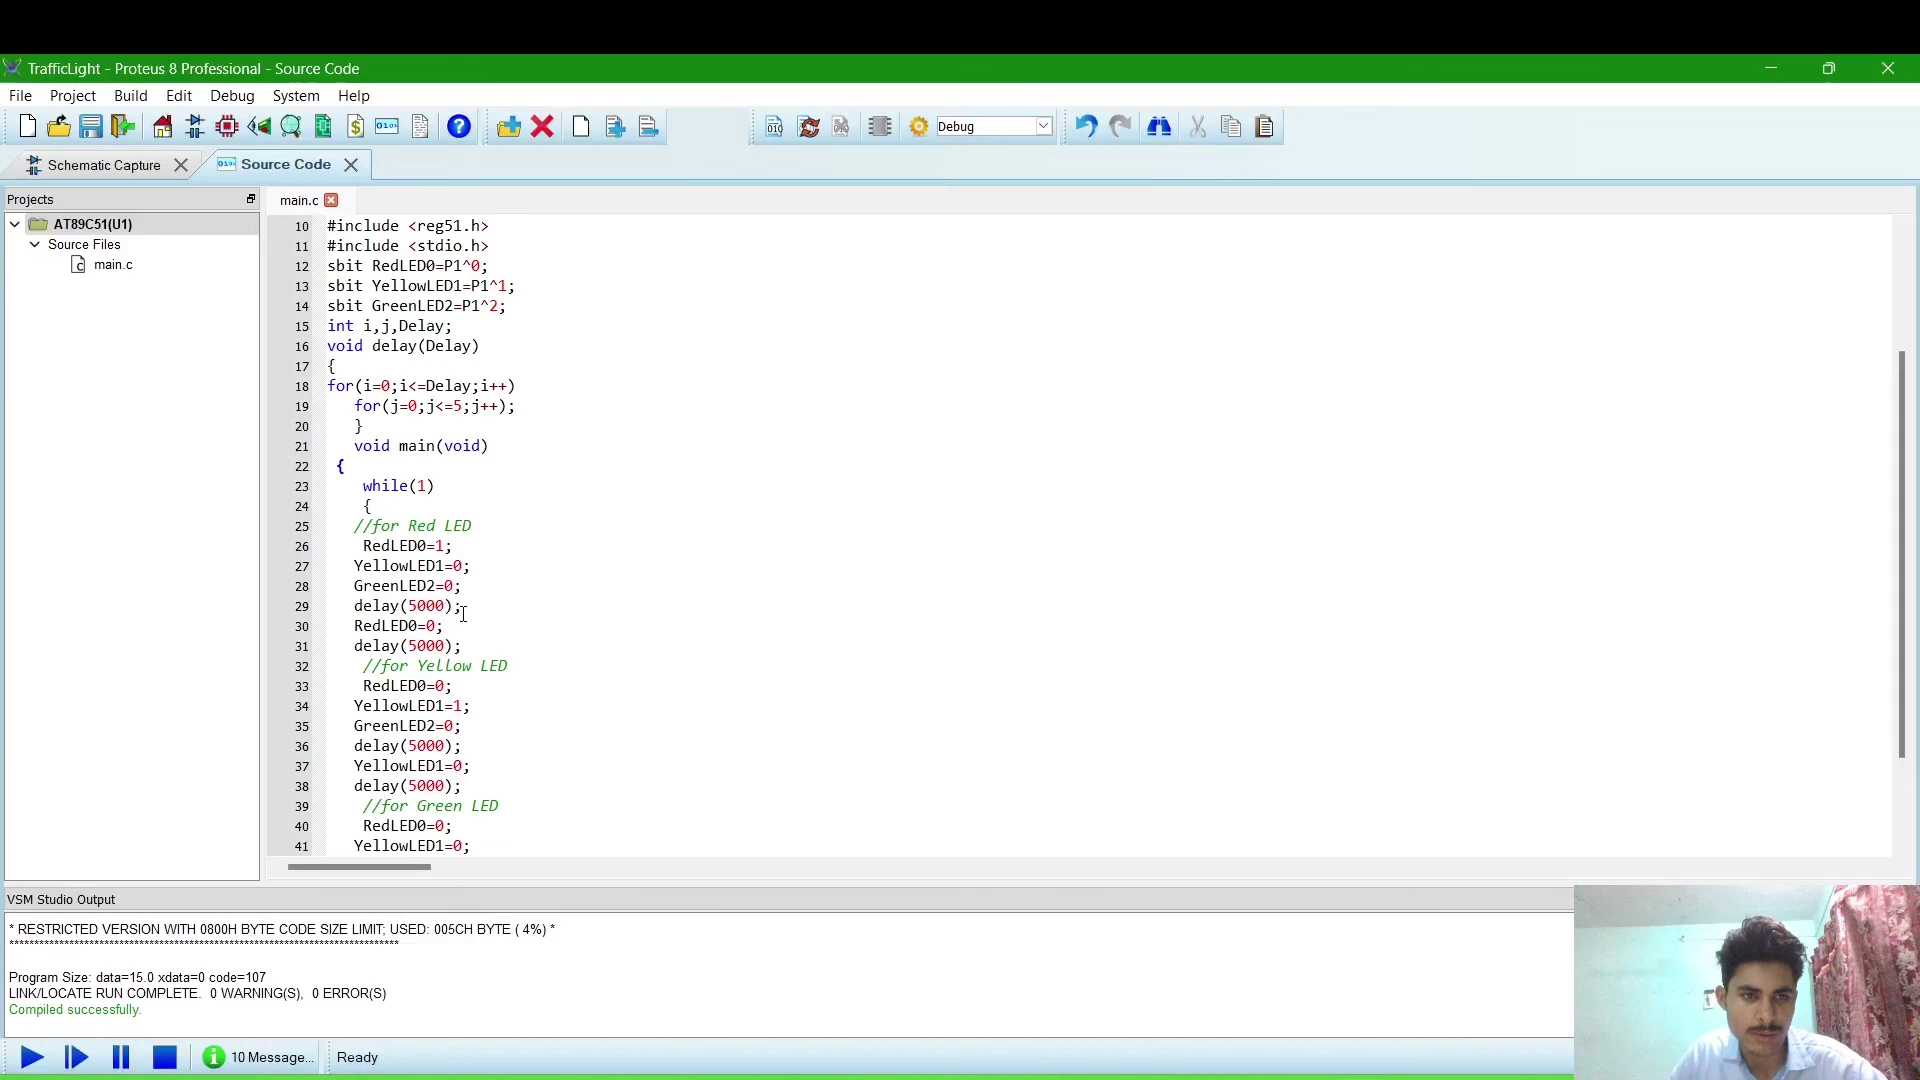 TrafficLight - Proteus 8 Professional - Source Code
File Project Build Edit Debug System Help
Debug
Schematic Capture Source Code
Projects
AT89C51(U1)
Source Files
main.c
main.c
10 #include <reg51.h>
11 #include <stdio.h>
12 sbit RedLED0=P1^0;
13 sbit YellowLED1=P1^1;
14 sbit GreenLED2=P1^2;
15 int i,j,Delay;
16 void delay(Delay)
17 {
18 for(i=0;i<=Delay;i++)
19 for(j=0;j<=5;j++);
20 }
21 void main(void)
22 {
23 while(1)
24 {
25 //for Red LED
26 RedLED0=1;
27 YellowLED1=0;
28 GreenLED2=0;
29 delay(5000);
30 RedLED0=0;
31 delay(5000);
32 //for Yellow LED
33 RedLED0=0;
34 YellowLED1=1;
35 GreenLED2=0;
36 delay(5000);
37 YellowLED1=0;
38 delay(5000);
39 //for Green LED
40 RedLED0=0;
41 YellowLED1=0;
VSM Studio Output
* RESTRICTED VERSION WITH 0800H BYTE CODE SIZE LIMIT; USED: 005CH BYTE ( 4%) *
******************************************************************************
Program Size: data=15.0 xdata=0 code=107
LINK/LOCATE RUN COMPLETE. 0 WARNING(S), 0 ERROR(S)
Compiled successfully.
10 Message... Ready